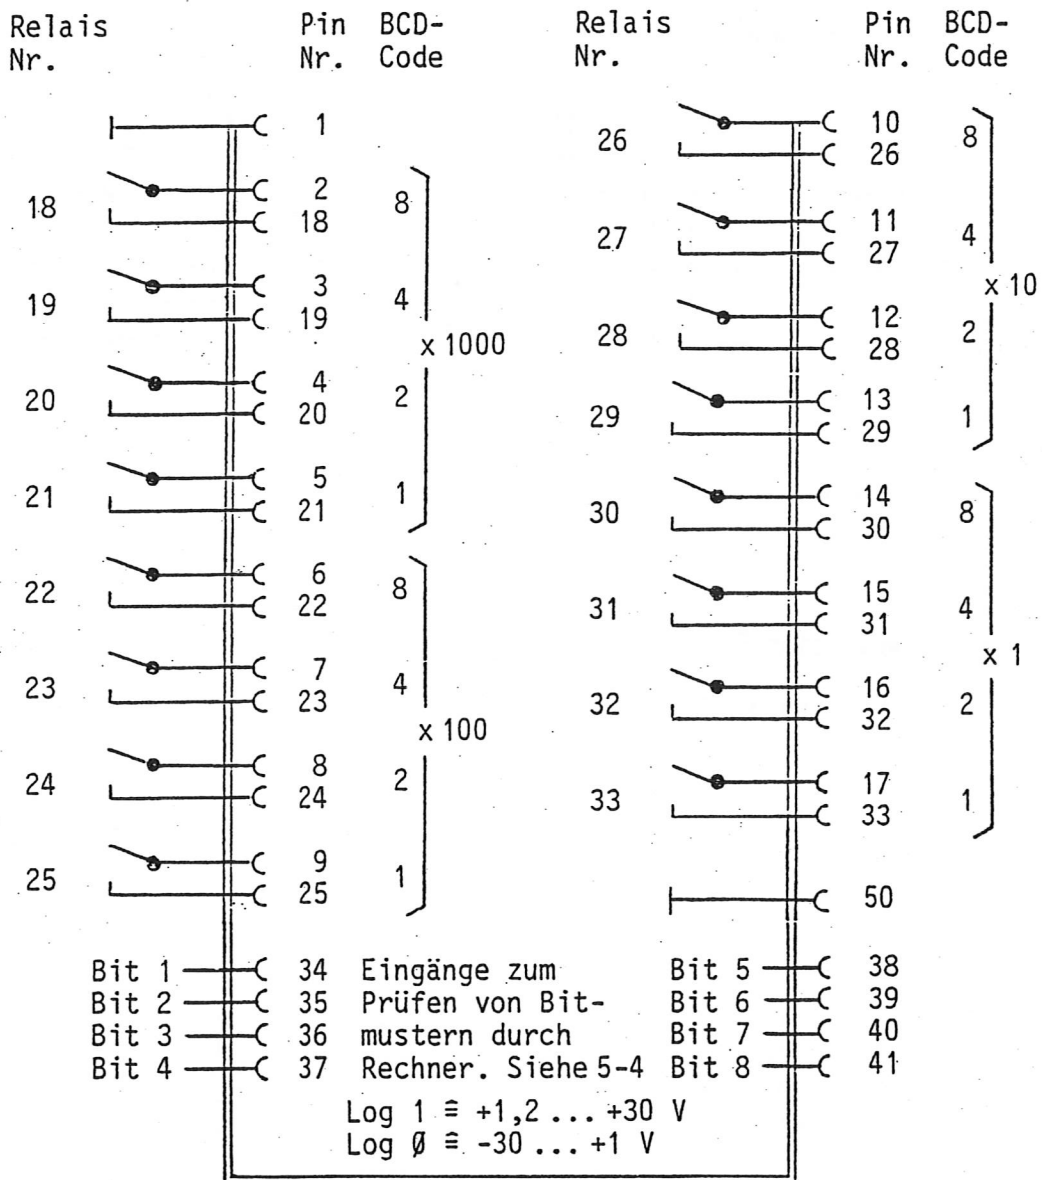 Relais Pin BCD- Relais Pin BCD-
Nr. Nr. Code Nr. Nr. Code
1
18 2 8
18
19 3 4
19
x 1000
20 4 2
20
21 5 1
21
22 6 8
22
23 7 4
23
x 100
24 8 2
24
25 9 1
25
26 10 8
26
27 11 4
27
x 10
28 12 2
28
29 13 1
29
30 14 8
30
31 15 4
31
x 1
32 16 2
32
33 17 1
33
50
Bit 1 34 Eingänge zum Bit 5 38
Bit 2 35 Prüfen von Bit- Bit 6 39
Bit 3 36 mustern durch Bit 7 40
Bit 4 37 Rechner. Siehe 5-4 Bit 8 41
Log 1 ≙ +1,2 ... +30 V
Log Ø ≙ -30 ... +1 V